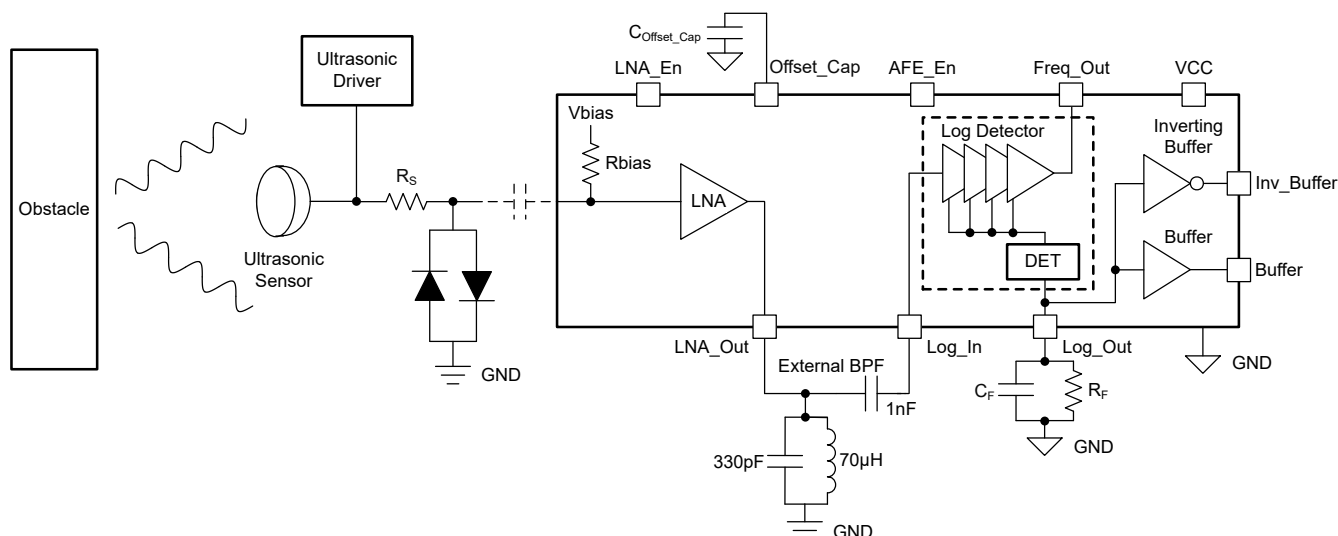 C_Offset_Cap
Ultrasonic
Driver
LNA_En
Offset_Cap
AFE_En
Freq_Out
VCC
Vbias
Rbias
Log Detector
Inverting
Buffer
R_S
LNA
Inv_Buffer
Obstacle
Ultrasonic
Sensor
DET
Buffer
Buffer
LNA_Out
Log_In
Log_Out
GND
GND
External BPF
1nF
C_F
R_F
GND
330pF
70µH
GND